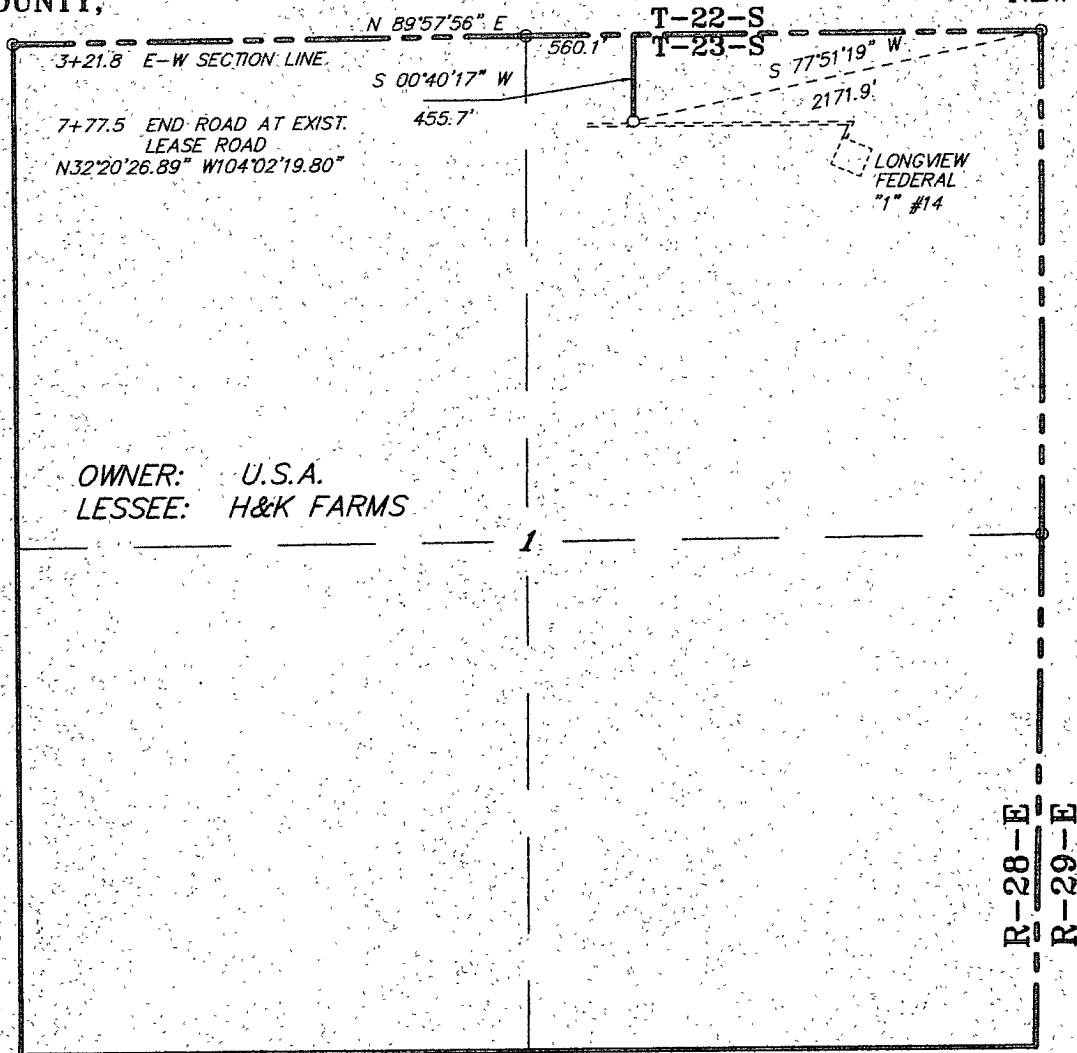 OUNTY,
N 89°57'56" E
T-22-S
560.1'
T-23-S
3+21.8 E-W SECTION LINE
S 00°40'17" W
S 77°51'19" W
2171.9'
7+77.5 END ROAD AT EXIST.
455.7'
LEASE ROAD
N32°20'26.89" W104°02'19.80"
LONGVIEW
FEDERAL
"1" #14
OWNER: U.S.A.
LESSEE: H&K FARMS
1
R-28-E
R-29-E